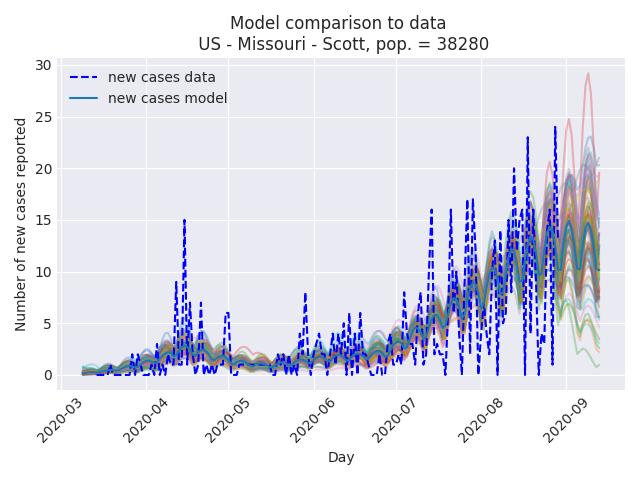 Model comparison to data
US - Missouri - Scott, pop. = 38280
new cases data
new cases model
Number of new cases reported
30
25
20
15
10
5
0
2020-03
2020-04
2020-05
2020-06
2020-07
2020-08
2020-09
Day